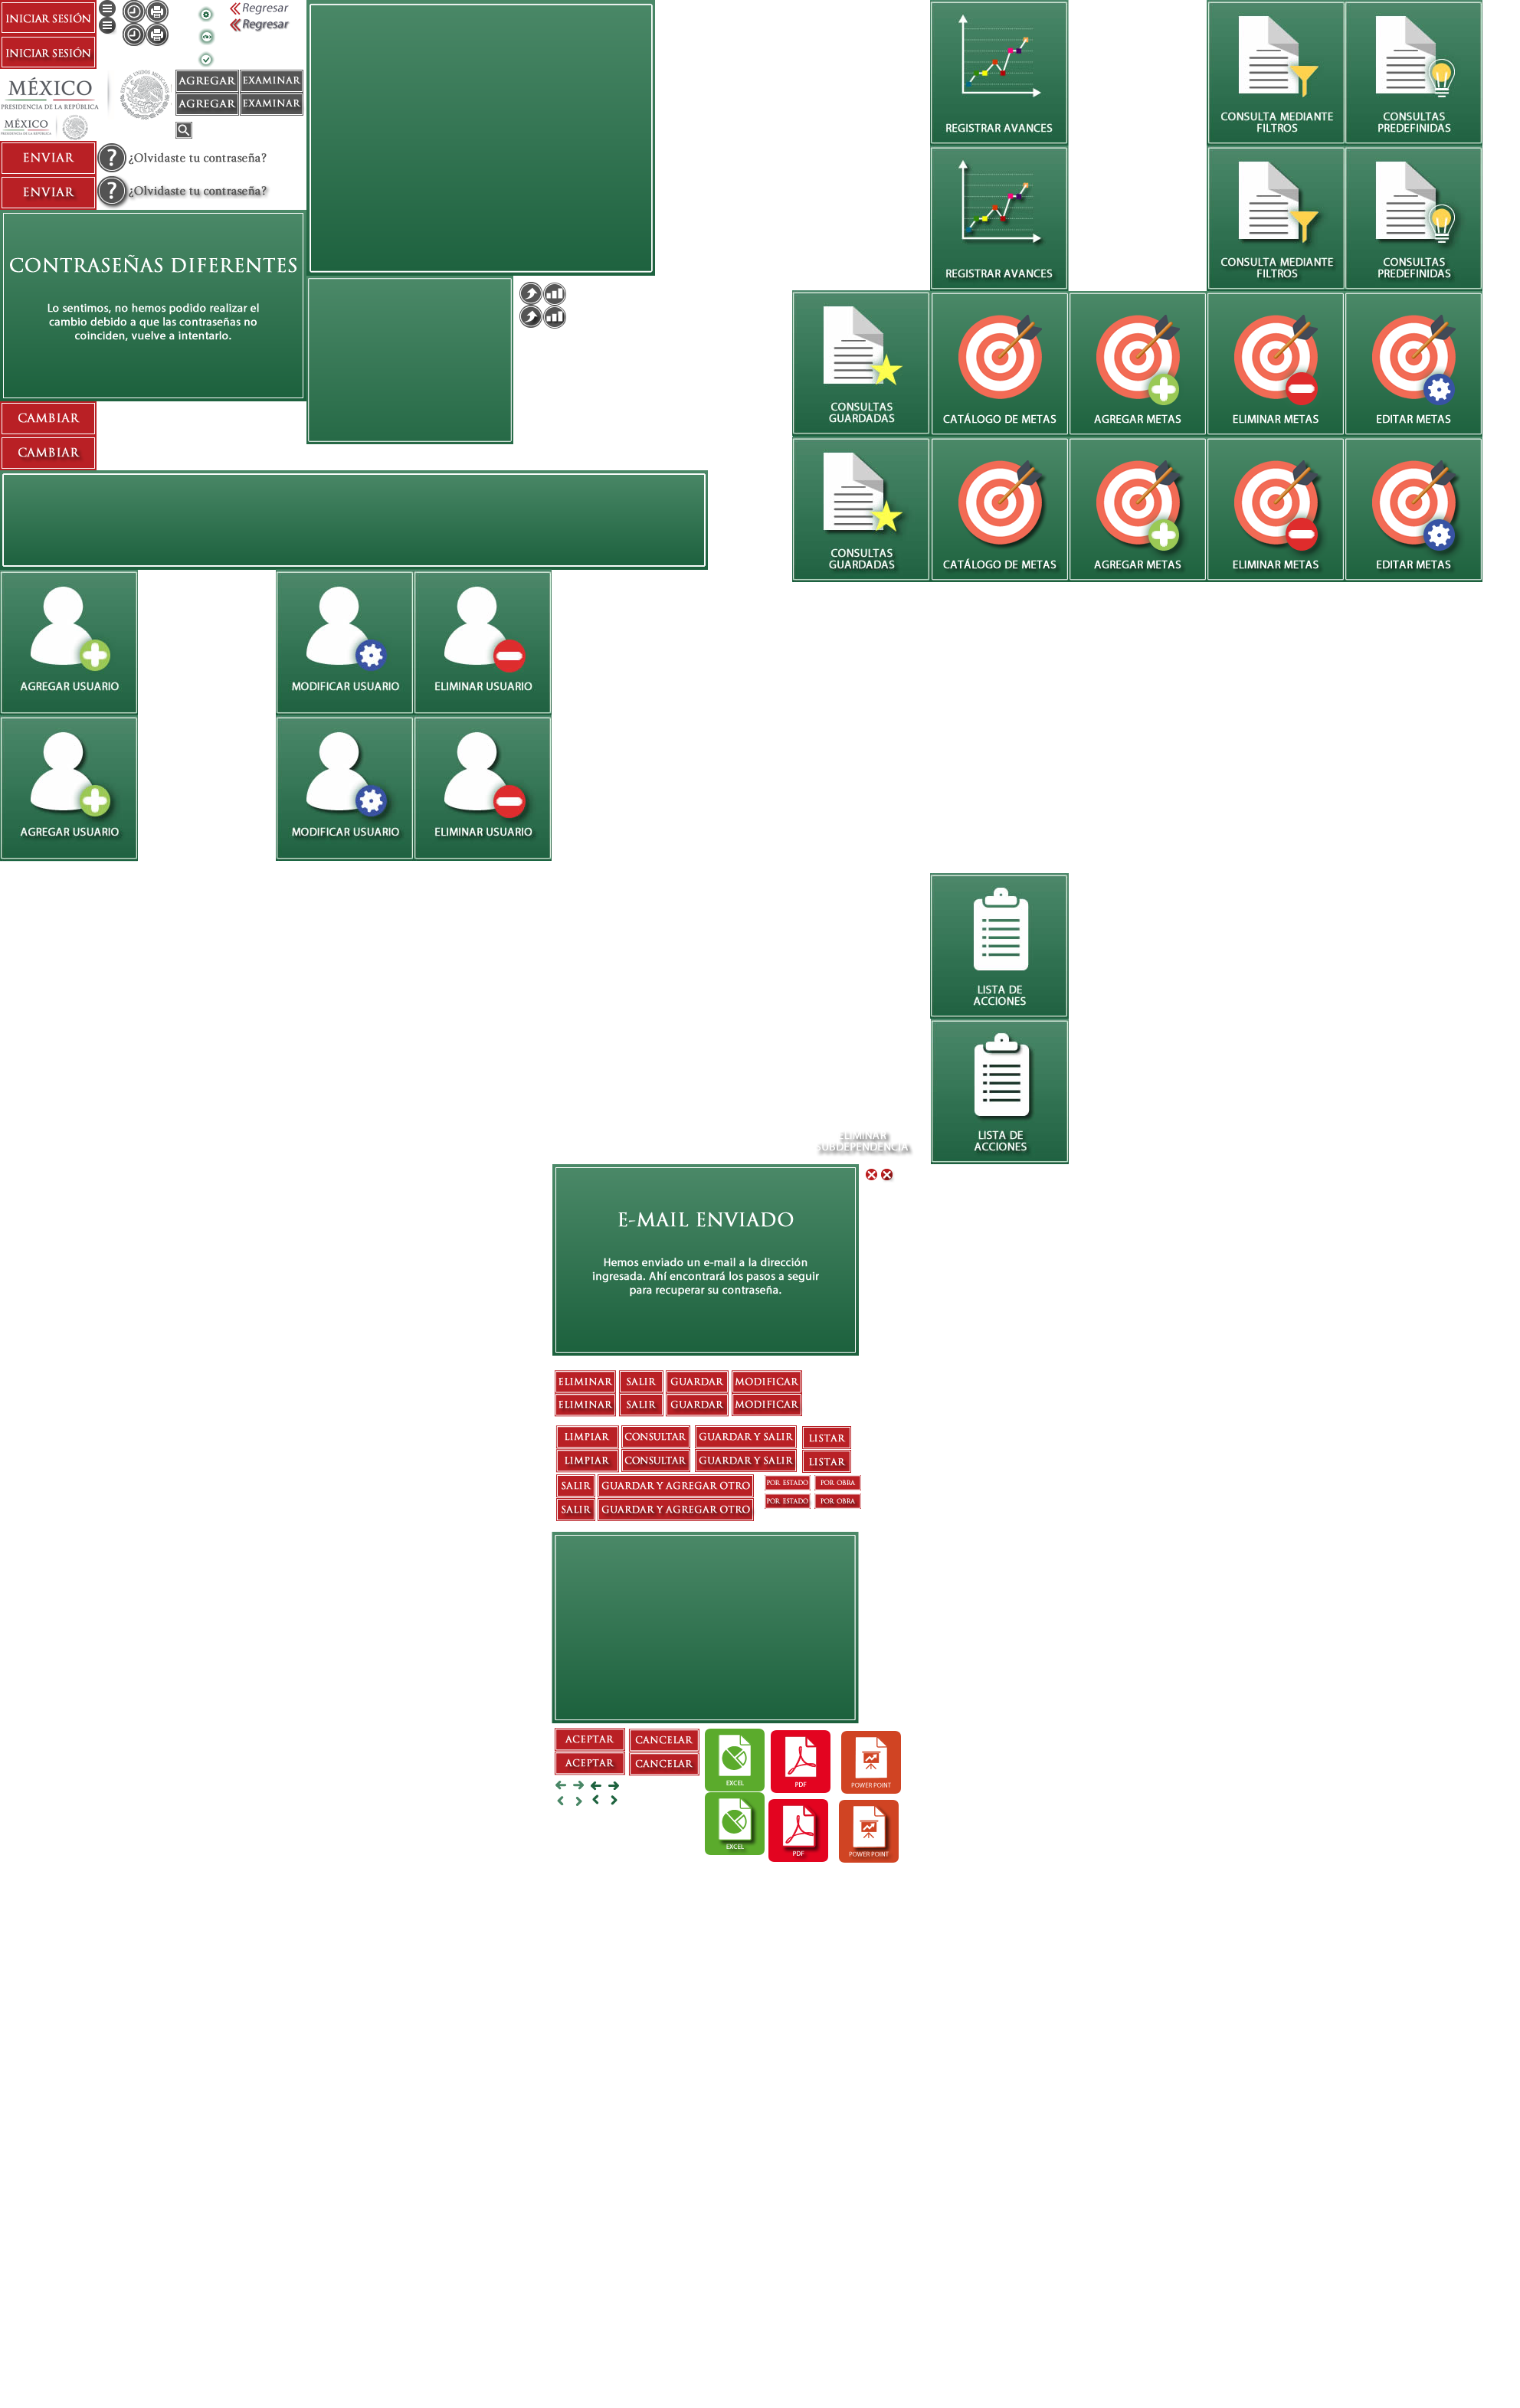 INICIAR SESIÓN
INICIAR SESIÓN
Regresar
Regresar
MÉXICO
PRESIDENCIA DE LA REPÚBLICA
ESTADOS UNIDOS MEXICANOS
AGREGAR
EXAMINAR
AGREGAR
EXAMINAR
MÉXICO
PRESIDENCIA DE LA REPÚBLICA
ENVIAR
¿Olvidaste tu contraseña?
ENVIAR
¿Olvidaste tu contraseña?
CONTRASEÑAS DIFERENTES
Lo sentimos, no hemos podido realizar el
cambio debido a que las contraseñas no
coinciden, vuelve a intentarlo.
CAMBIAR
CAMBIAR
REGISTRAR AVANCES
CONSULTA MEDIANTE
FILTROS
CONSULTAS
PREDEFINIDAS
REGISTRAR AVANCES
CONSULTA MEDIANTE
FILTROS
CONSULTAS
PREDEFINIDAS
CONSULTAS
GUARDADAS
CATÁLOGO DE METAS
AGREGAR METAS
ELIMINAR METAS
EDITAR METAS
CONSULTAS
GUARDADAS
CATÁLOGO DE METAS
AGREGAR METAS
ELIMINAR METAS
EDITAR METAS
AGREGAR USUARIO
MODIFICAR USUARIO
ELIMINAR USUARIO
AGREGAR USUARIO
MODIFICAR USUARIO
ELIMINAR USUARIO
LISTA DE
ACCIONES
LISTA DE
ACCIONES
ELIMINAR
SUBDEPENDENCIA
E-MAIL ENVIADO
Hemos enviado un e-mail a la dirección
ingresada. Ahí encontrará los pasos a seguir
para recuperar su contraseña.
ELIMINAR
SALIR
GUARDAR
MODIFICAR
ELIMINAR
SALIR
GUARDAR
MODIFICAR
LIMPIAR
CONSULTAR
GUARDAR Y SALIR
LISTAR
LIMPIAR
CONSULTAR
GUARDAR Y SALIR
LISTAR
SALIR
GUARDAR Y AGREGAR OTRO
POR ESTADO
POR OBRA
SALIR
GUARDAR Y AGREGAR OTRO
POR ESTADO
POR OBRA
ACEPTAR
CANCELAR
ACEPTAR
CANCELAR
EXCEL
PDF
POWER POINT
EXCEL
PDF
POWER POINT